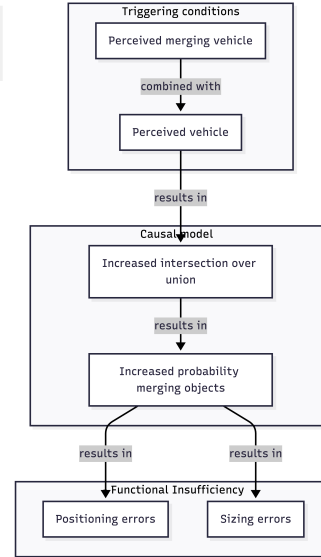 Triggering conditions
Perceived merging vehicle
combined with
Perceived vehicle
results in
Causal model
Increased intersection over
union
results in
Increased probability
merging objects
results in
results in
Functional Insufficiency
Positioning errors
Sizing errors